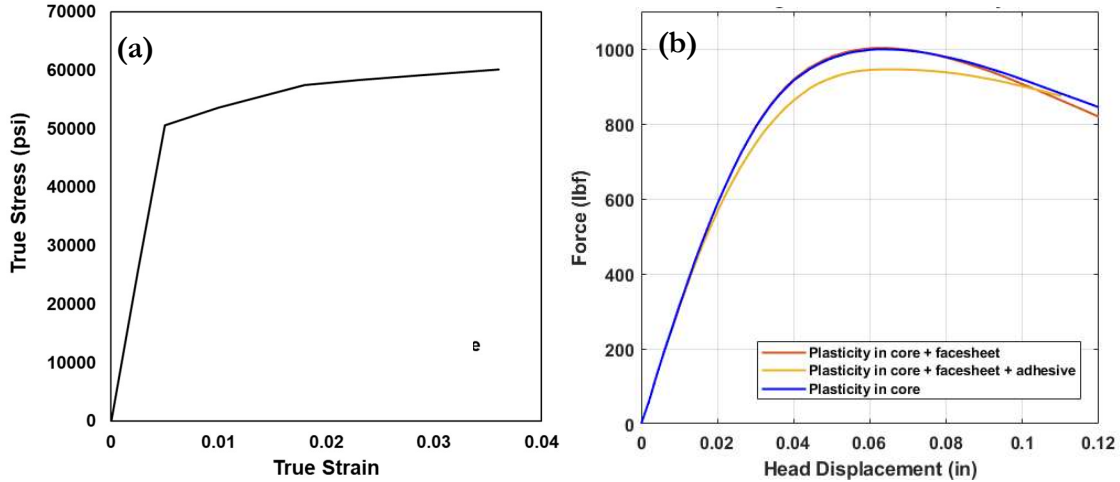 (a)
True Stress (psi)
70000
60000
50000
40000
30000
20000
10000
0
e
0 0.01 0.02 0.03 0.04
True Strain
(b)
Force (lbf)
1000
800
600
400
200
0
Plasticity in core + facesheet
Plasticity in core + facesheet + adhesive
Plasticity in core
0 0.02 0.04 0.06 0.08 0.1 0.12
Head Displacement (in)